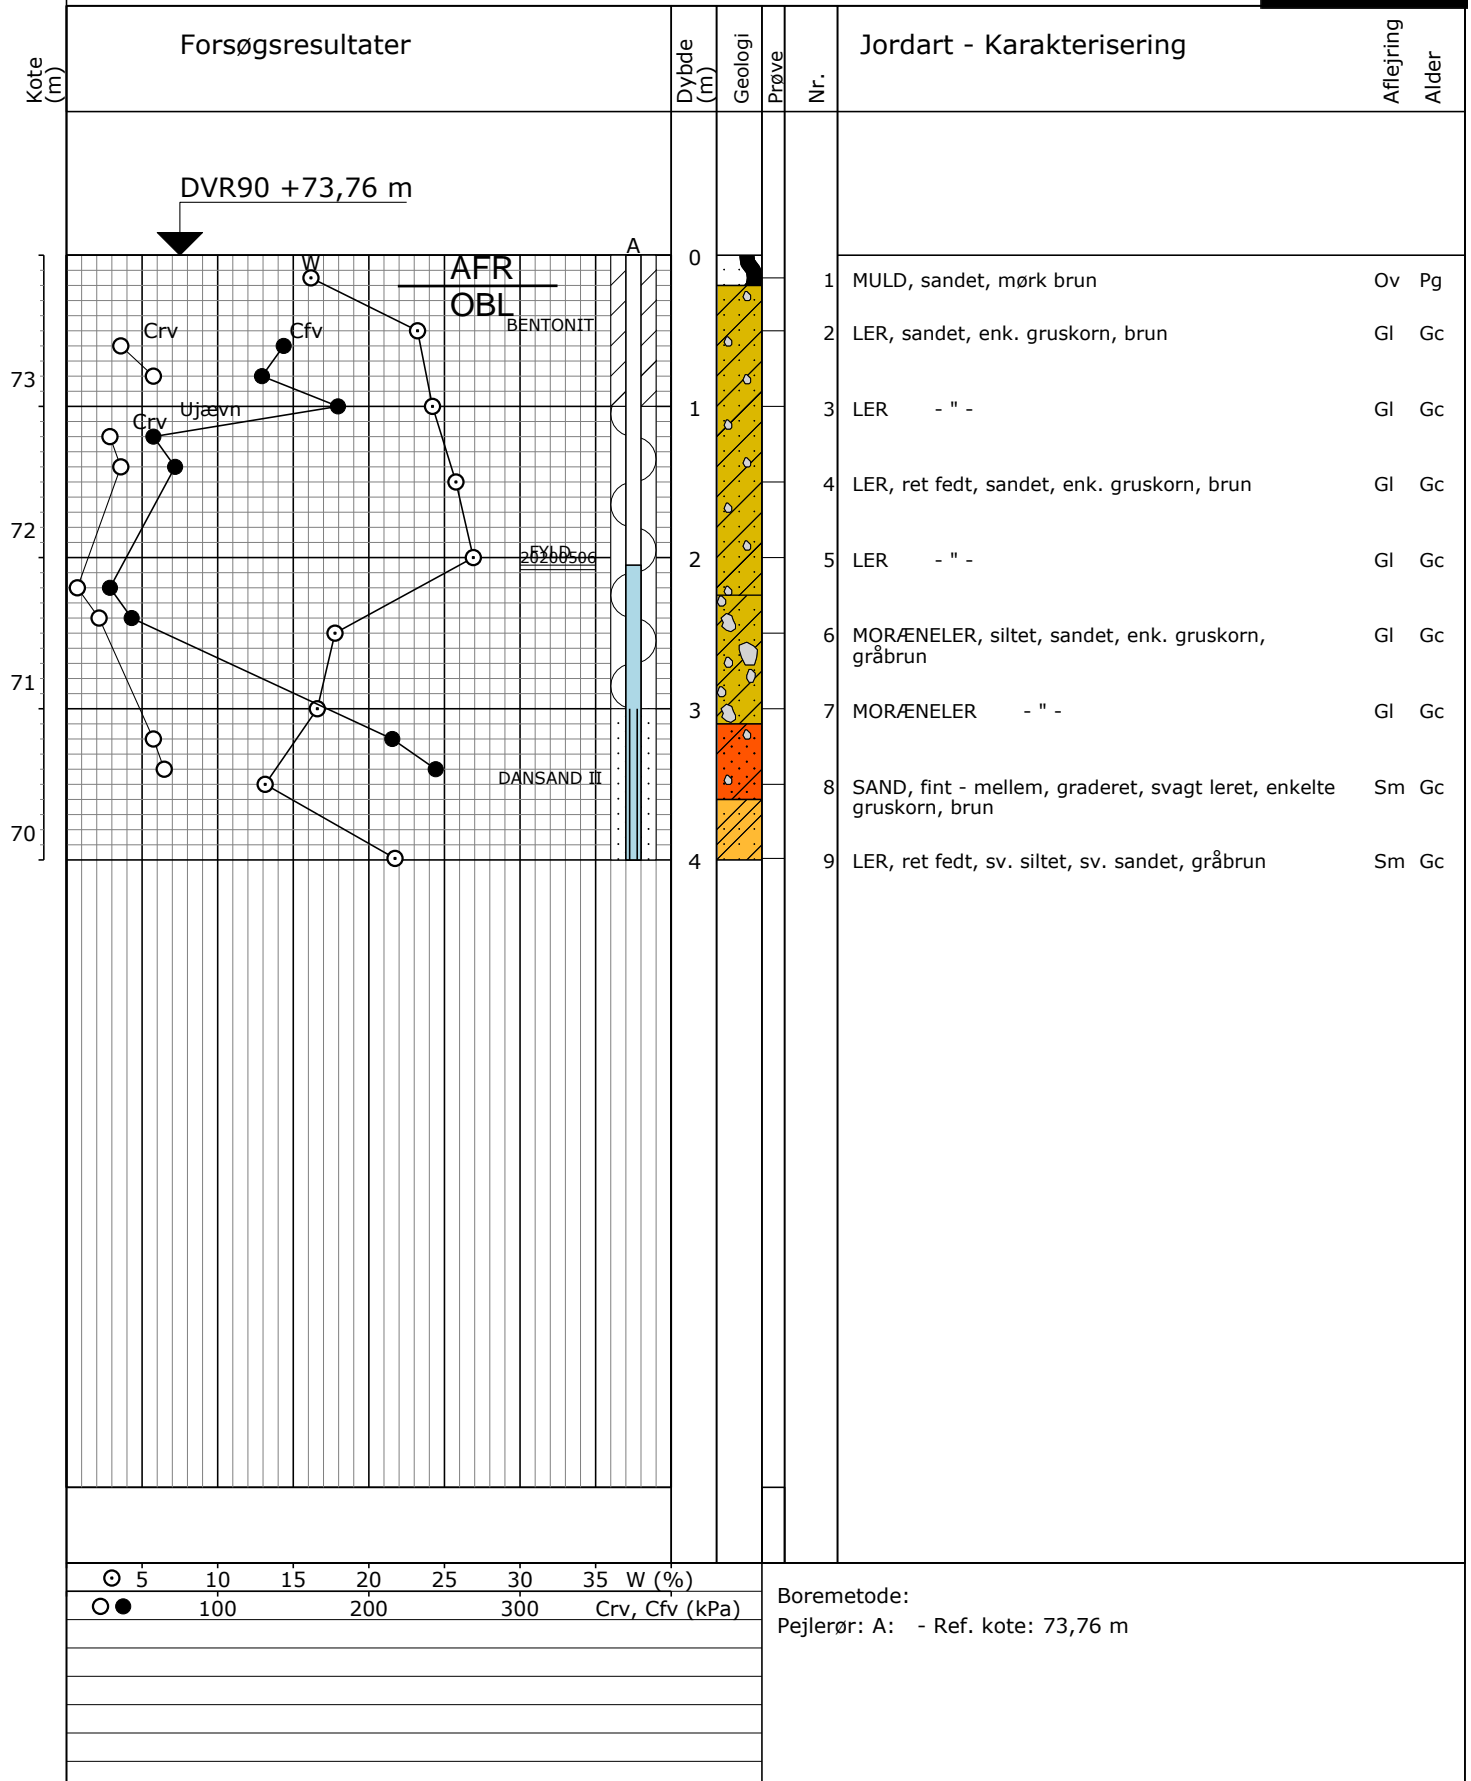 Kote (m)
Forsøgsresultater
Dybde (m)
Geologi
Prøve
Nr.
Jordart - Karakterisering
Aflejring
Alder
DVR90 +73,76 m
A
W
AFR
OBL
BENTONIT
Crv
Cfv
Ujævn
Crv
FYLD
20200506
DANSAND II
73
72
71
70
0
1
2
3
4
1 MULD, sandet, mørk brun Ov Pg
2 LER, sandet, enk. gruskorn, brun Gl Gc
3 LER - " - Gl Gc
4 LER, ret fedt, sandet, enk. gruskorn, brun Gl Gc
5 LER - " - Gl Gc
6 MORÆNELER, siltet, sandet, enk. gruskorn, Gl Gc
gråbrun
7 MORÆNELER - " - Gl Gc
8 SAND, fint - mellem, graderet, svagt leret, enkelte Sm Gc
gruskorn, brun
9 LER, ret fedt, sv. siltet, sv. sandet, gråbrun Sm Gc
5 10 15 20 25 30 35 W (%)
100 200 300 Crv, Cfv (kPa)
Boremetode:
Pejlerør: A: - Ref. kote: 73,76 m